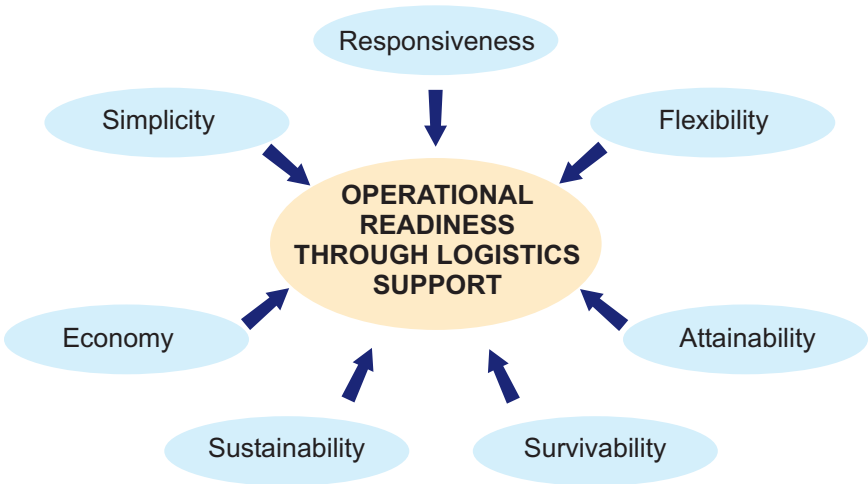 Responsiveness
Simplicity
Flexibility
OPERATIONAL
READINESS
THROUGH LOGISTICS
SUPPORT
Economy
Attainability
Sustainability
Survivability